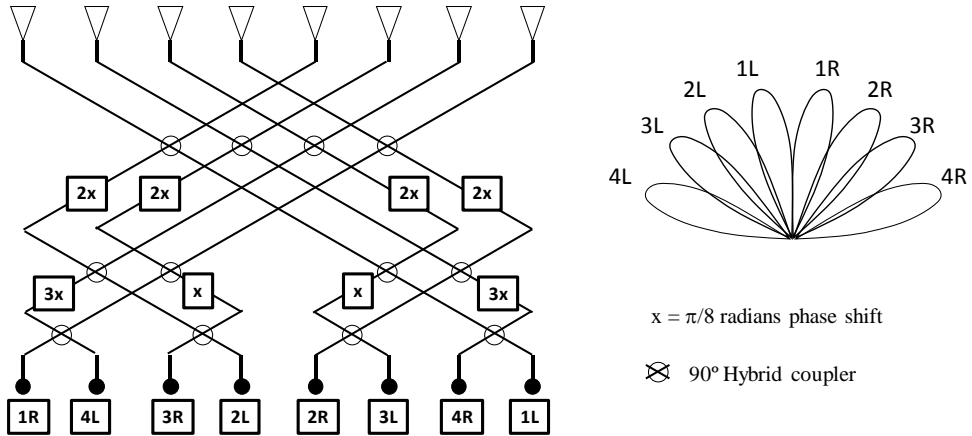 1L 1R
2L 2R
3L 3R
4L 4R
2x 2x 2x 2x
3x x x 3x
x = π/8 radians phase shift
90º Hybrid coupler
1R 4L 3R 2L 2R 3L 4R 1L